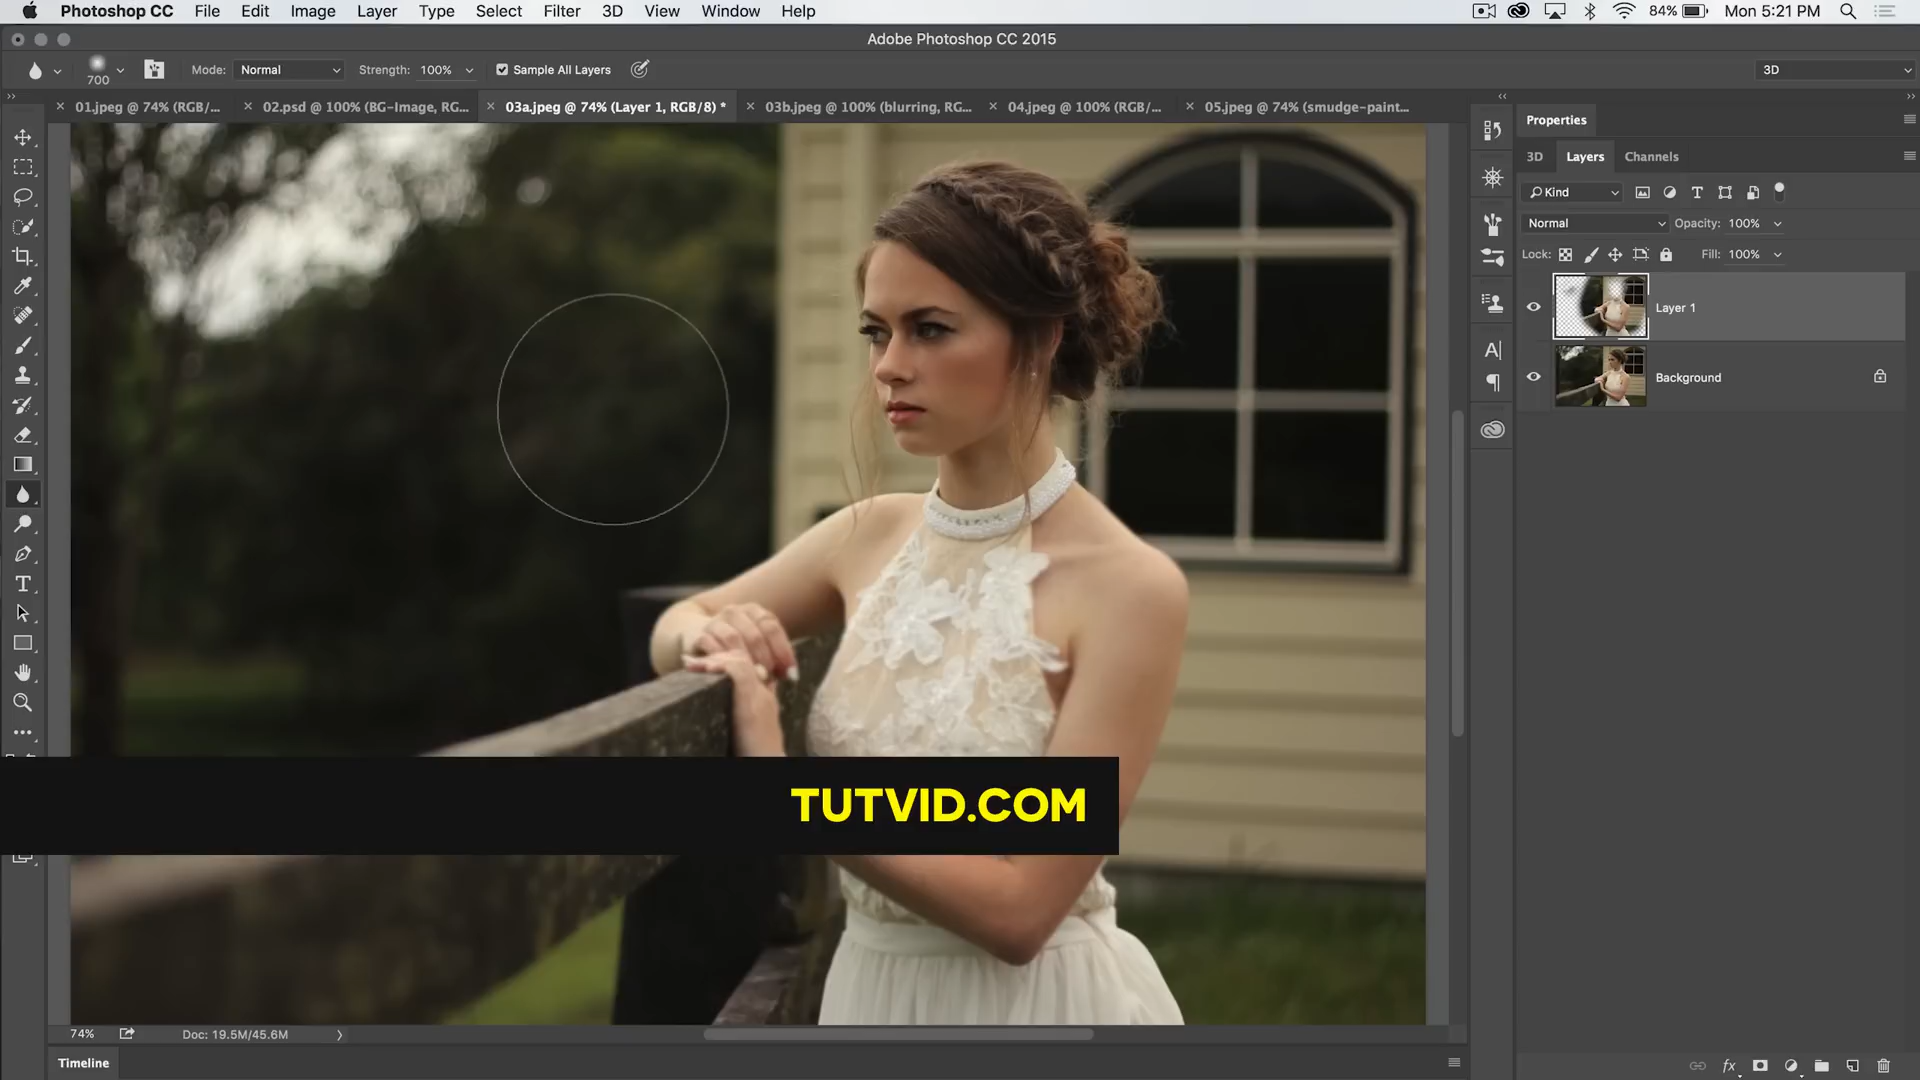 Photoshop CC File Edit Image Layer Type Select Filter 3D View Window Help 84% Mon 5:21 PM
Adobe Photoshop CC 2015
700 Mode: Normal Strength: 100% Sample All Layers 3D
01.jpeg @ 74% (RGB/... 02.psd @ 100% (BG-Image, RG... 03a.jpeg @ 74% (Layer 1, RGB/8) * 03b.jpeg @ 100% (blurring, RG... 04.jpeg @ 100% (RGB/... 05.jpeg @ 74% (smudge-paint...
Properties
3D Layers Channels
Kind
Normal Opacity: 100%
Lock: Fill: 100%
Layer 1
Background
TUTVID.COM
74% Doc: 19.5M/45.6M
Timeline